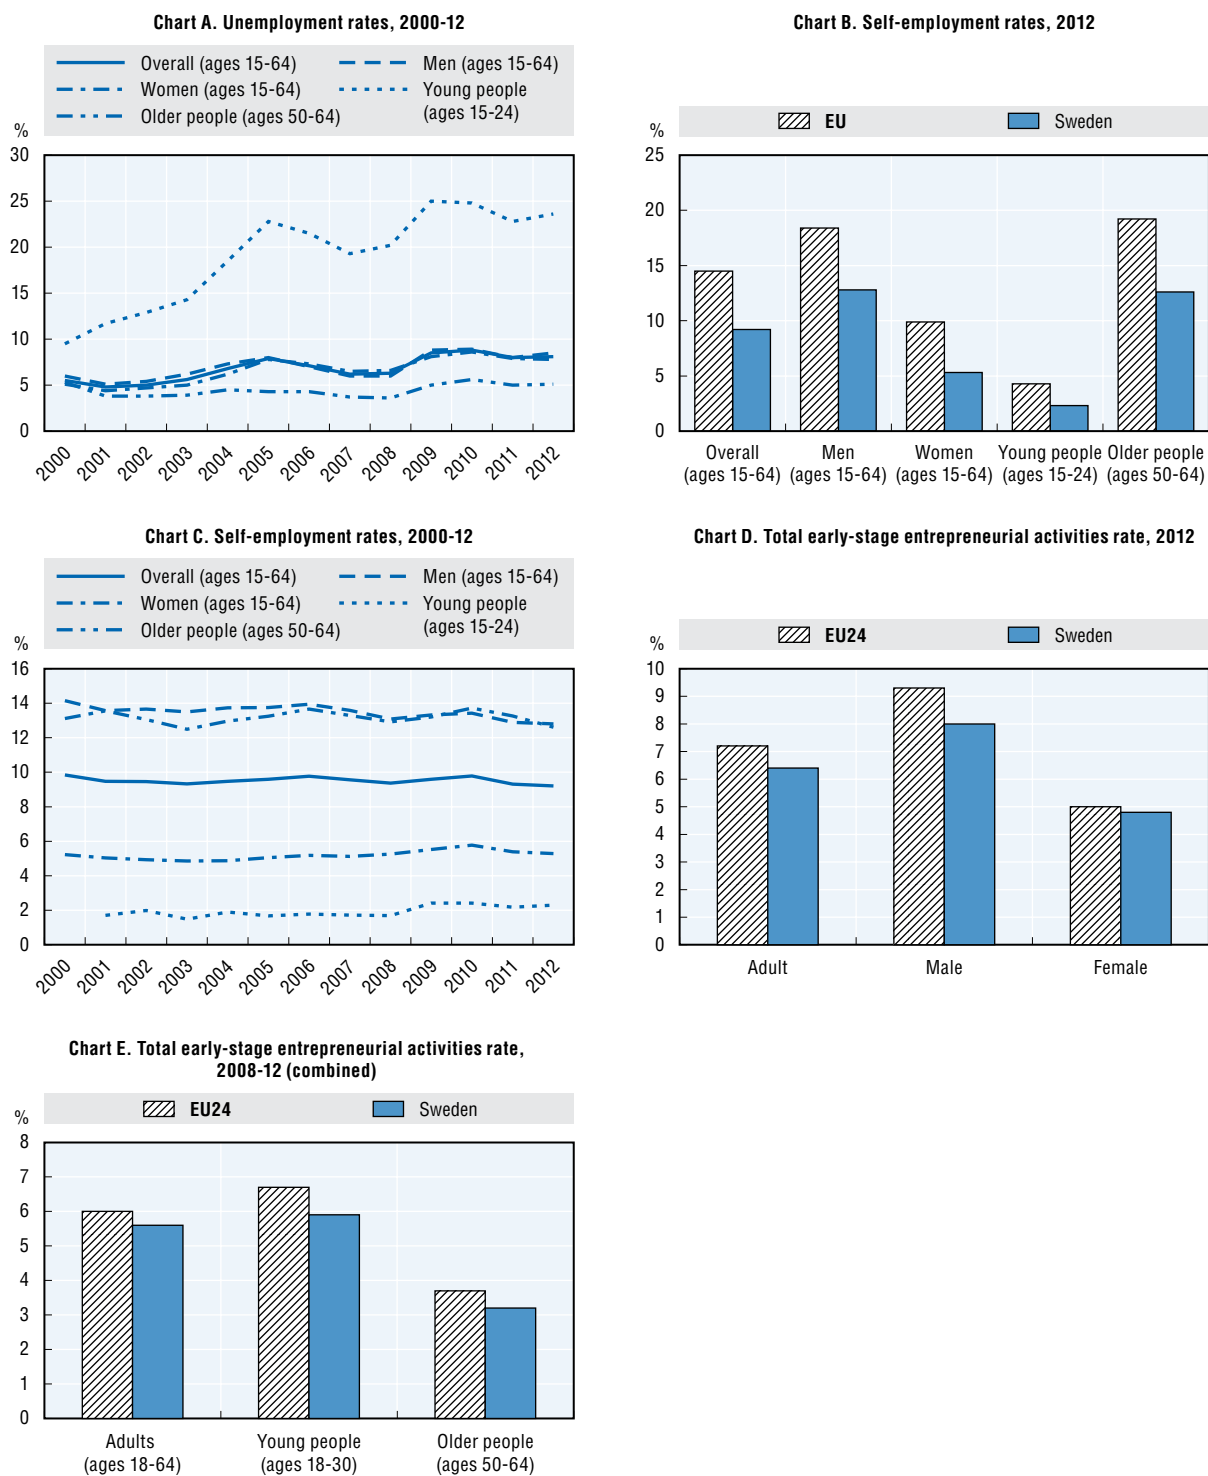 Chart A. Unemployment rates, 2000-12
Overall (ages 15-64)
Men (ages 15-64)
Women (ages 15-64)
Young people
(ages 15-24)
Older people (ages 50-64)
%
30
25
20
15
10
5
0
2000
2001
2002
2003
2004
2005
2006
2007
2008
2009
2010
2011
2012
Chart B. Self-employment rates, 2012
EU
Sweden
%
25
20
15
10
5
0
Overall
(ages 15-64)
Men
(ages 15-64)
Women
(ages 15-64)
Young people
(ages 15-24)
Older people
(ages 50-64)
Chart C. Self-employment rates, 2000-12
Overall (ages 15-64)
Men (ages 15-64)
Women (ages 15-64)
Young people
(ages 15-24)
Older people (ages 50-64)
%
16
14
12
10
8
6
4
2
0
2000
2001
2002
2003
2004
2005
2006
2007
2008
2009
2010
2011
2012
Chart D. Total early-stage entrepreneurial activities rate, 2012
EU24
Sweden
%
10
9
8
7
6
5
4
3
2
1
0
Adult
Male
Female
Chart E. Total early-stage entrepreneurial activities rate,
2008-12 (combined)
EU24
Sweden
%
8
7
6
5
4
3
2
1
0
Adults
(ages 18-64)
Young people
(ages 18-30)
Older people
(ages 50-64)